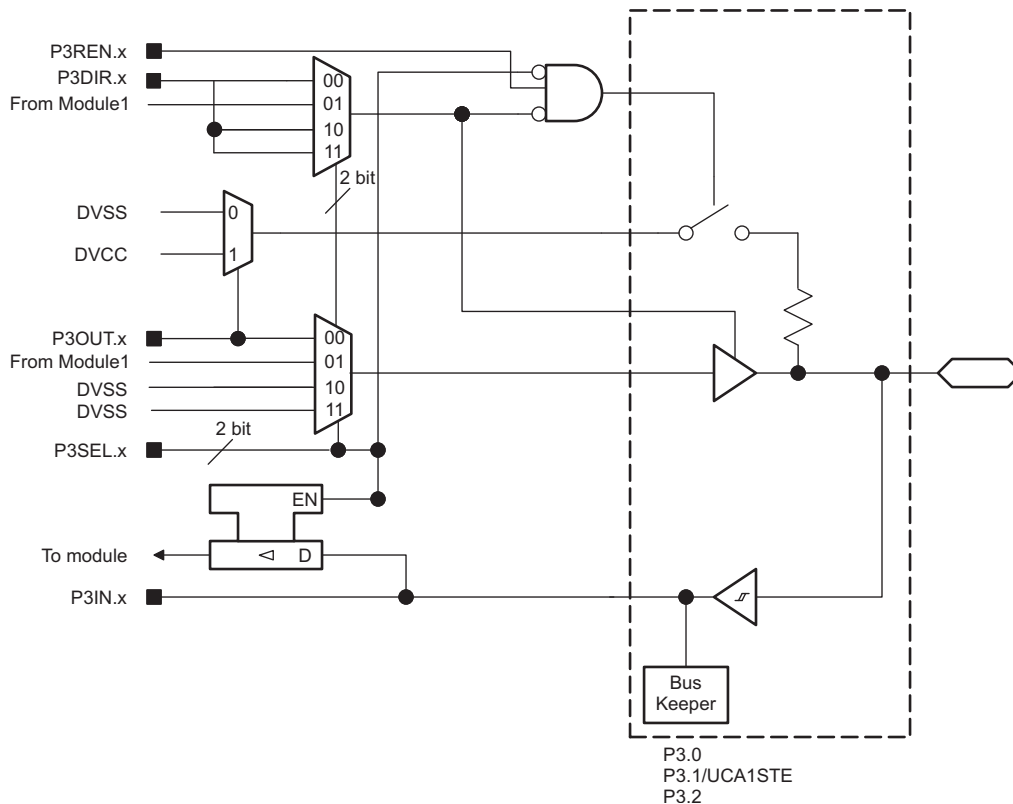 P3REN.x
P3DIR.x
From Module1
00
01
10
11
2 bit
DVSS
DVCC
0
1
P3OUT.x
From Module1
DVSS
DVSS
00
01
10
11
P3SEL.x
2 bit
EN
D
To module
P3IN.x
Bus
Keeper
P3.0
P3.1/UCA1STE
P3.2